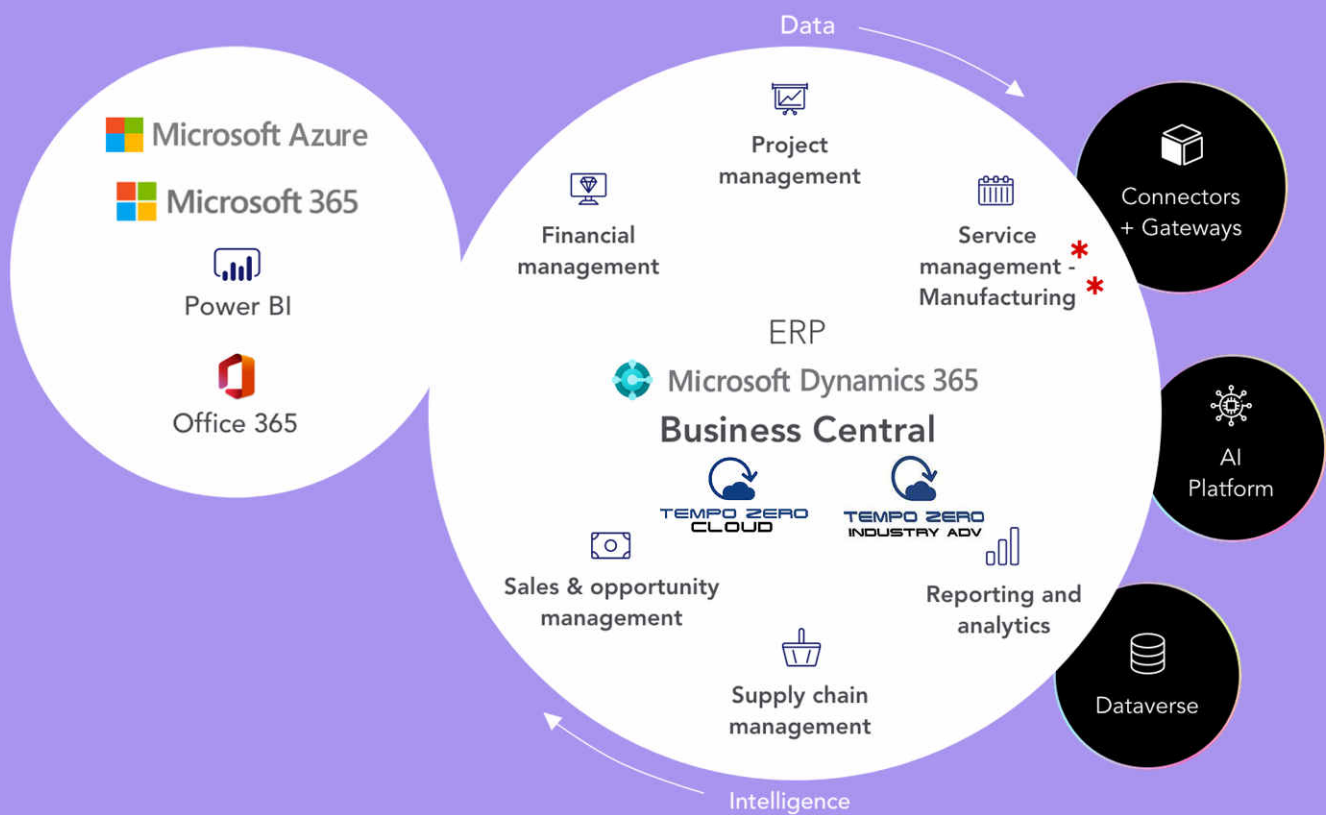 Data
Microsoft Azure
Microsoft 365
Power BI
Office 365
Project
management
Financial
management
Service *
management -
Manufacturing *
ERP
Microsoft Dynamics 365
Business Central
TEMPO ZERO
CLOUD
TEMPO ZERO
INDUSTRY ADV
Sales & opportunity
management
Reporting and
analytics
Supply chain
management
Connectors
+ Gateways
AI
Platform
Dataverse
Intelligence